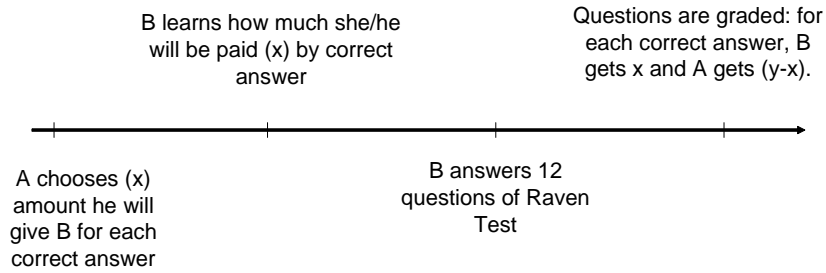 A chooses (x)
amount he will
give B for each
correct answer
B learns how much she/he
will be paid (x) by correct
answer
B answers 12
questions of Raven
Test
Questions are graded: for
each correct answer, B
gets x and A gets (y-x).